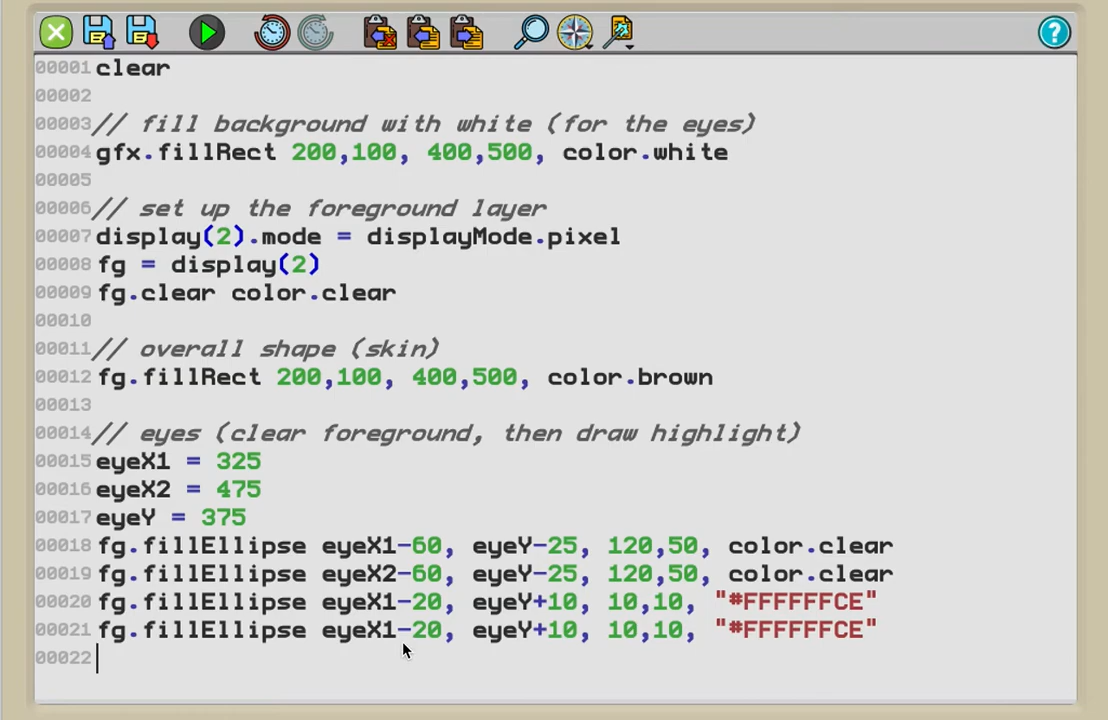 00001 clear
00002
00003 // fill background with white (for the eyes)
00004 gfx.fillRect 200,100, 400,500, color.white
00005
00006 // set up the foreground layer
00007 display(2).mode = displayMode.pixel
00008 fg = display(2)
00009 fg.clear color.clear
00010
00011 // overall shape (skin)
00012 fg.fillRect 200,100, 400,500, color.brown
00013
00014 // eyes (clear foreground, then draw highlight)
00015 eyeX1 = 325
00016 eyeX2 = 475
00017 eyeY = 375
00018 fg.fillEllipse eyeX1-60, eyeY-25, 120,50, color.clear
00019 fg.fillEllipse eyeX2-60, eyeY-25, 120,50, color.clear
00020 fg.fillEllipse eyeX1-20, eyeY+10, 10,10, "#FFFFFFCE"
00021 fg.fillEllipse eyeX1-20, eyeY+10, 10,10, "#FFFFFFCE"
00022